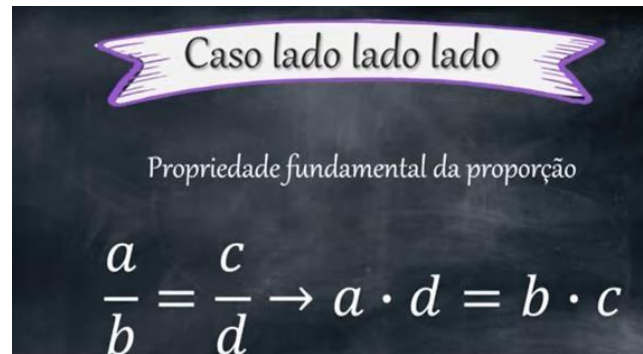 Caso lado lado lado
Propriedade fundamental da proporção
a/b = c/d → a · d = b · c